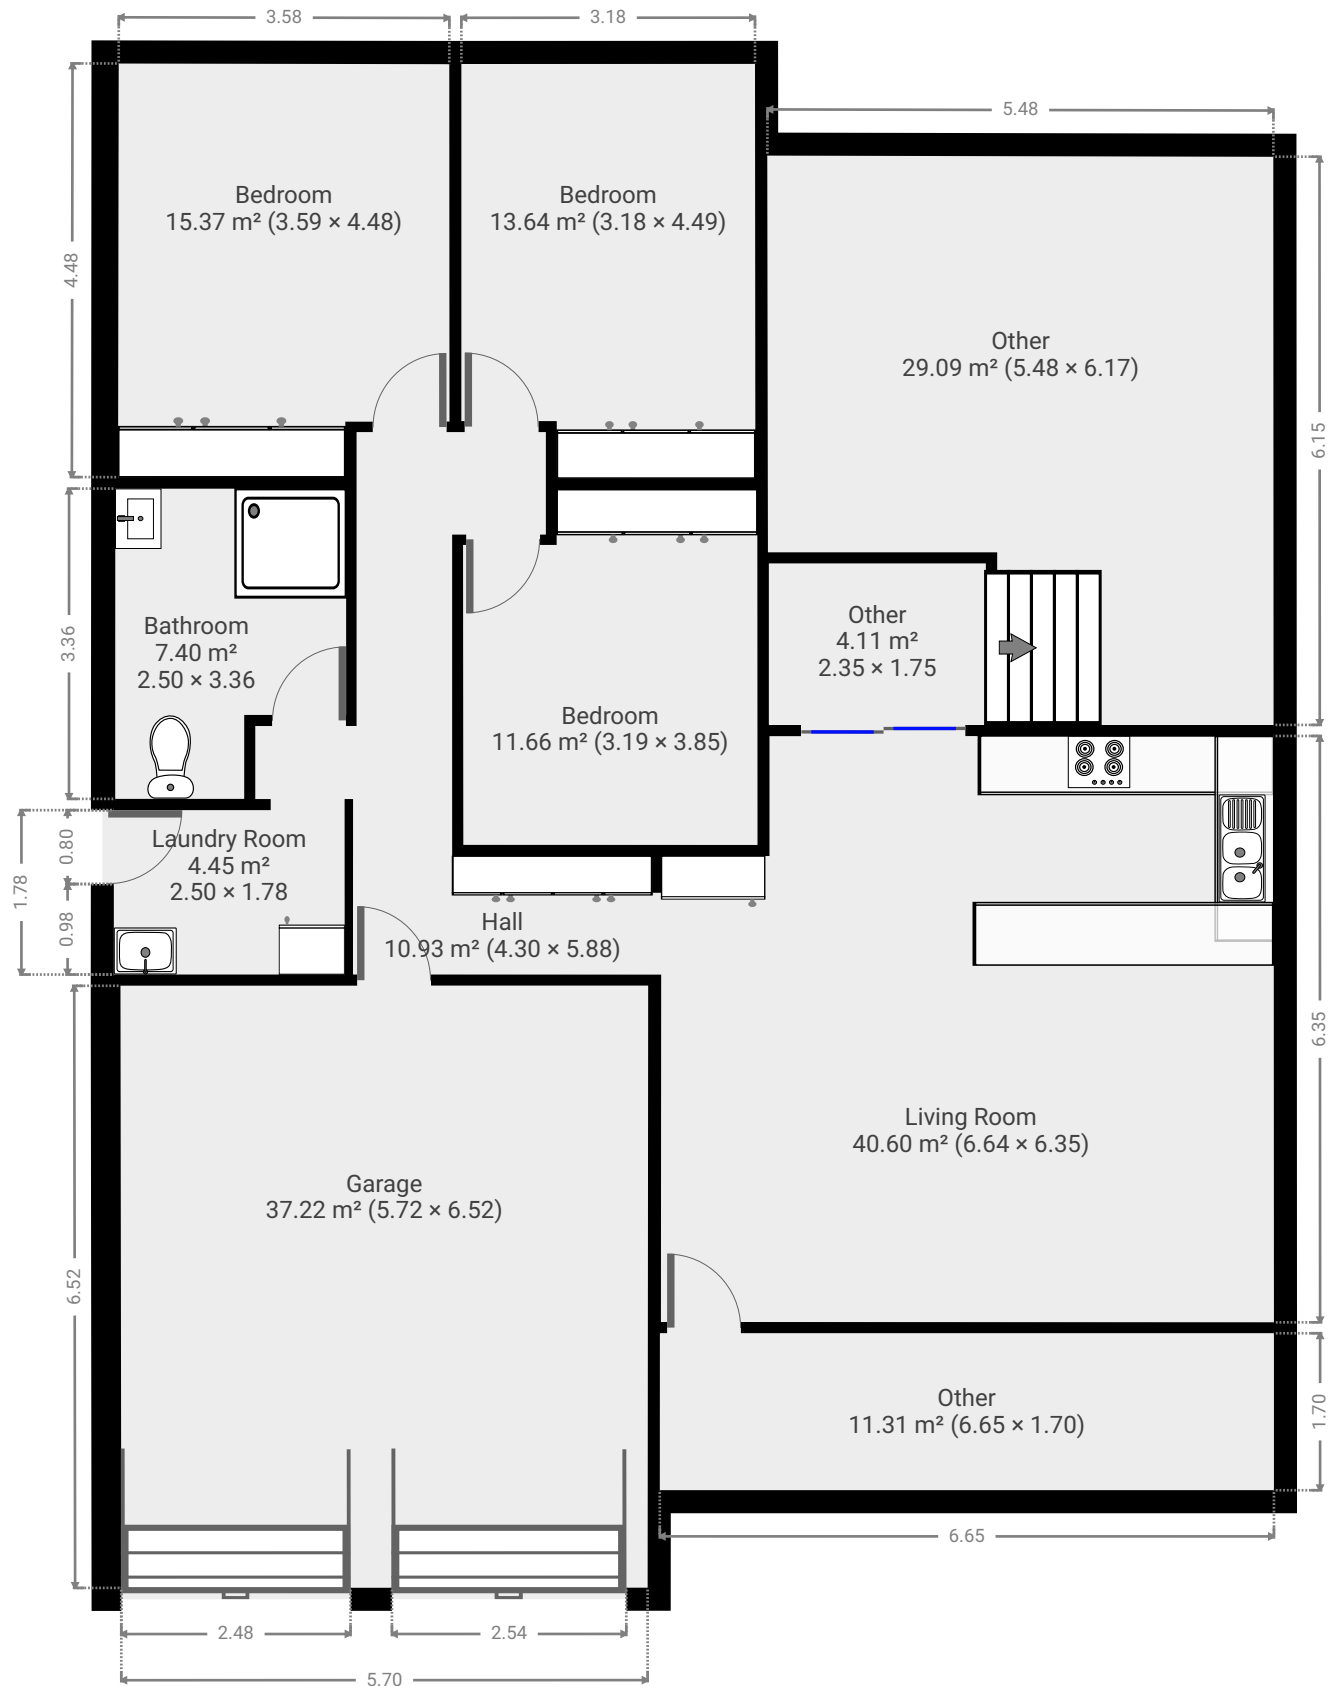 3.58
3.18
5.48
4.48
Bedroom
15.37 m² (3.59 × 4.48)
Bedroom
13.64 m² (3.18 × 4.49)
Other
29.09 m² (5.48 × 6.17)
6.15
3.36
Bathroom
7.40 m²
2.50 × 3.36
Other
4.11 m²
2.35 × 1.75
Bedroom
11.66 m² (3.19 × 3.85)
1.78
0.80
0.98
Laundry Room
4.45 m²
2.50 × 1.78
Hall
10.93 m² (4.30 × 5.88)
6.35
Living Room
40.60 m² (6.64 × 6.35)
Garage
37.22 m² (5.72 × 6.52)
6.52
Other
11.31 m² (6.65 × 1.70)
1.70
6.65
2.48
2.54
5.70